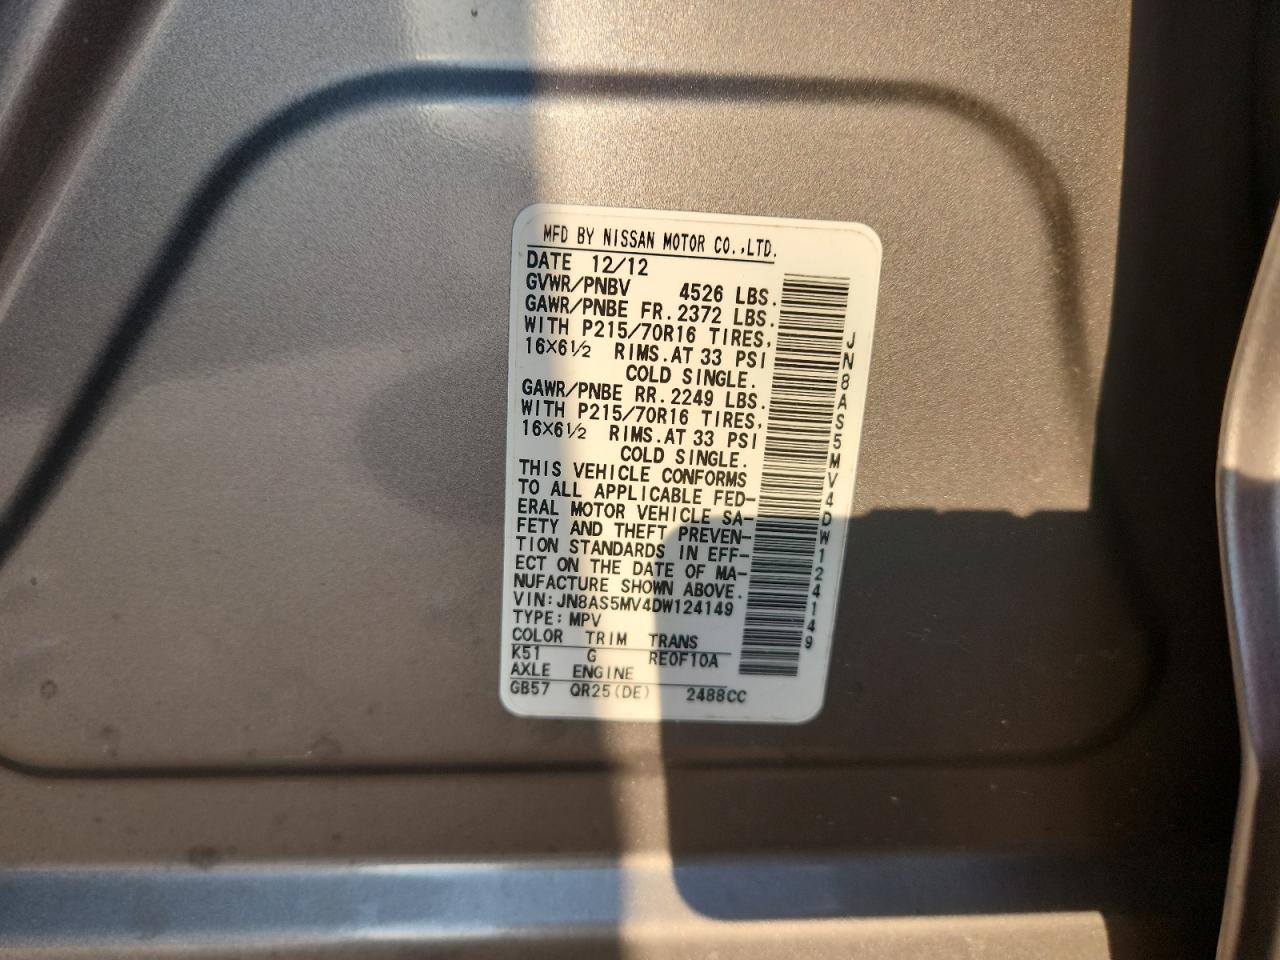 MFD BY NISSAN MOTOR CO.,LTD.
DATE 12/12
GVWR/PNBV 4526 LBS.
GAWR/PNBE FR. 2372 LBS.
WITH P215/70R16 TIRES,
16×6½ RIMS. AT 33 PSI
COLD SINGLE.
GAWR/PNBE RR. 2249 LBS.
WITH P215/70R16 TIRES,
16×6½ RIMS. AT 33 PSI
COLD SINGLE.
THIS VEHICLE CONFORMS
TO ALL APPLICABLE FED-
ERAL MOTOR VEHICLE SA-
FETY AND THEFT PREVEN-
TION STANDARDS IN EFF-
ECT ON THE DATE OF MA-
NUFACTURE SHOWN ABOVE.
VIN: JN8AS5MV4DW124149
TYPE: MPV
COLOR TRIM TRANS
K51 G RE0F10A
AXLE ENGINE
GB57 QR25(DE) 2488CC
JN8AS5MV4DW124149